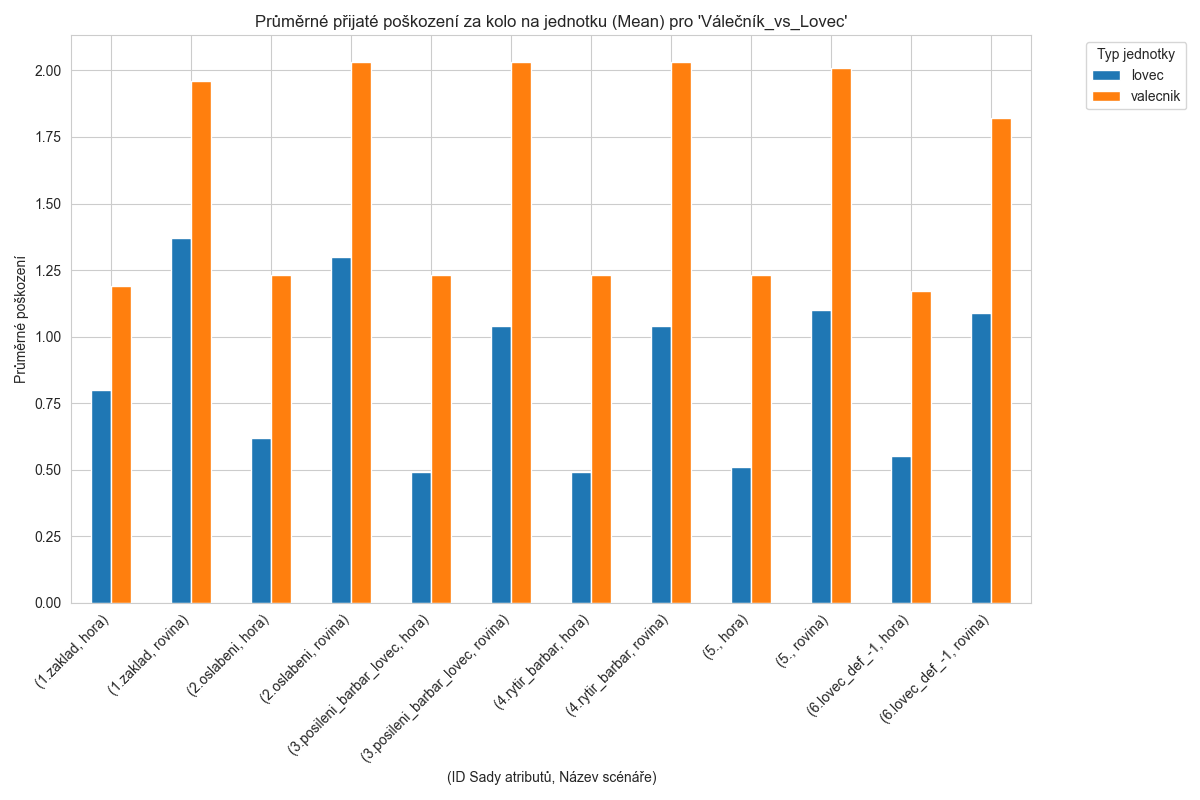 Průměrné přijaté poškození za kolo na jednotku (Mean) pro 'Válečník_vs_Lovec'
Typ jednotky
lovec
valecnik
Průměrné poškození
2.00
1.75
1.50
1.25
1.00
0.75
0.50
0.25
0.00
(1.zaklad, hora)
(1.zaklad, rovina)
(2.oslabeni, hora)
(2.oslabeni, rovina)
(3.posileni_barbar_lovec, hora)
(3.posileni_barbar_lovec, rovina)
(4.rytir_barbar, hora)
(4.rytir_barbar, rovina)
(5., hora)
(5., rovina)
(6.lovec_def_-1, hora)
(6.lovec_def_-1, rovina)
(ID Sady atributů, Název scénáře)